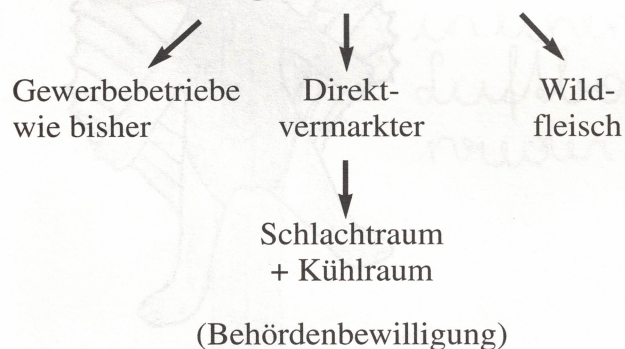 Gewerbebetriebe
wie bisher
Direkt-
vermarkter
Wild-
fleisch
Schlachtraum
+ Kühlraum
(Behördenbewilligung)